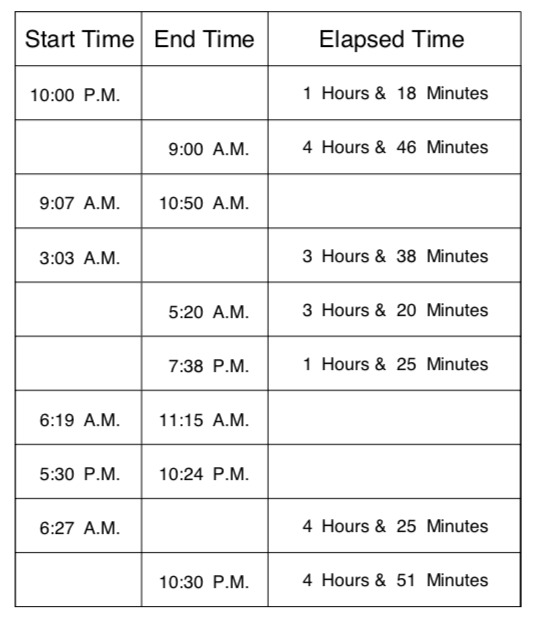 Start Time End Time Elapsed Time
10:00 P.M. 1 Hours & 18 Minutes
9:00 A.M. 4 Hours & 46 Minutes
9:07 A.M. 10:50 A.M.
3:03 A.M. 3 Hours & 38 Minutes
5:20 A.M. 3 Hours & 20 Minutes
7:38 P.M. 1 Hours & 25 Minutes
6:19 A.M. 11:15 A.M.
5:30 P.M. 10:24 P.M.
6:27 A.M. 4 Hours & 25 Minutes
10:30 P.M. 4 Hours & 51 Minutes